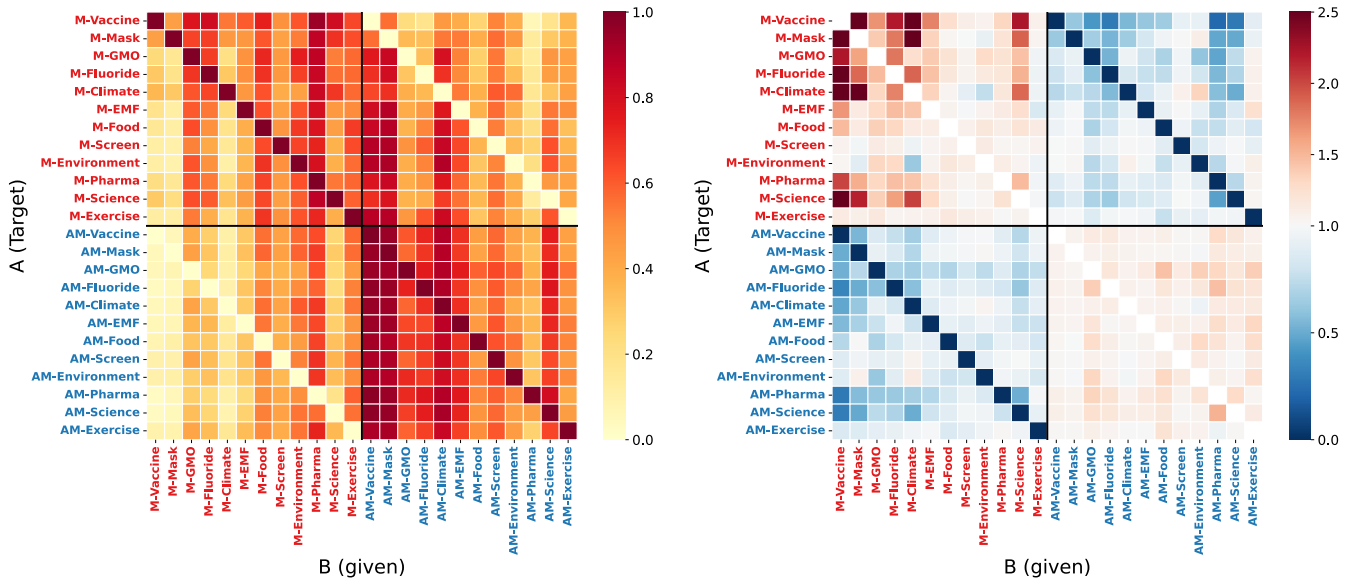 M-Vaccine
M-Mask
M-GMO
M-Fluoride
M-Climate
M-EMF
M-Food
M-Screen
M-Environment
M-Pharma
M-Science
M-Exercise
AM-Vaccine
AM-Mask
AM-GMO
AM-Fluoride
AM-Climate
AM-EMF
AM-Food
AM-Screen
AM-Environment
AM-Pharma
AM-Science
AM-Exercise
A (Target)
M-Vaccine
M-Mask
M-GMO
M-Fluoride
M-Climate
M-EMF
M-Food
M-Screen
M-Environment
M-Pharma
M-Science
M-Exercise
AM-Vaccine
AM-Mask
AM-GMO
AM-Fluoride
AM-Climate
AM-EMF
AM-Food
AM-Screen
AM-Environment
AM-Pharma
AM-Science
AM-Exercise
B (given)
1.0
0.8
0.6
0.4
0.2
0.0
M-Vaccine
M-Mask
M-GMO
M-Fluoride
M-Climate
M-EMF
M-Food
M-Screen
M-Environment
M-Pharma
M-Science
M-Exercise
AM-Vaccine
AM-Mask
AM-GMO
AM-Fluoride
AM-Climate
AM-EMF
AM-Food
AM-Screen
AM-Environment
AM-Pharma
AM-Science
AM-Exercise
A (Target)
M-Vaccine
M-Mask
M-GMO
M-Fluoride
M-Climate
M-EMF
M-Food
M-Screen
M-Environment
M-Pharma
M-Science
M-Exercise
AM-Vaccine
AM-Mask
AM-GMO
AM-Fluoride
AM-Climate
AM-EMF
AM-Food
AM-Screen
AM-Environment
AM-Pharma
AM-Science
AM-Exercise
B (given)
2.5
2.0
1.5
1.0
0.5
0.0